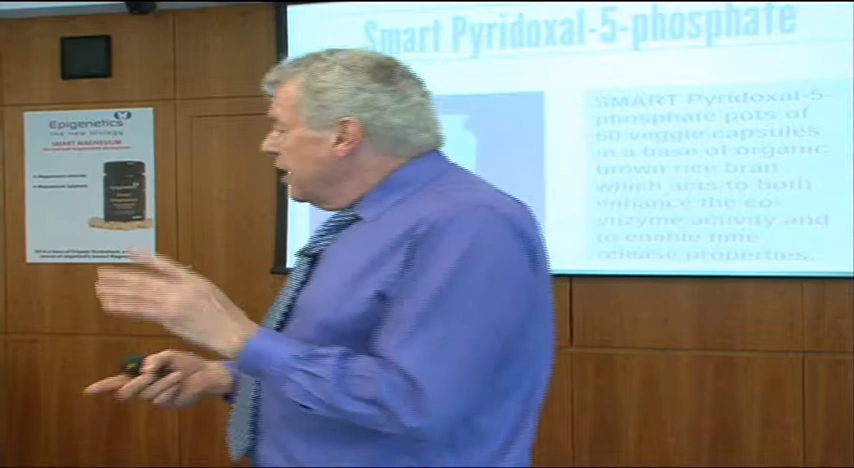 Smart Pyridoxal-5-phosphate
SMART Pyridoxal-5-
phosphate pots of
60 veggie capsules
in a base of organic
brown rice bran
which acts to both
enhancing the co-
enzyme activity and
to enable time
release properties.
Epigenetics
the new biology
SMART MAGNESIUM